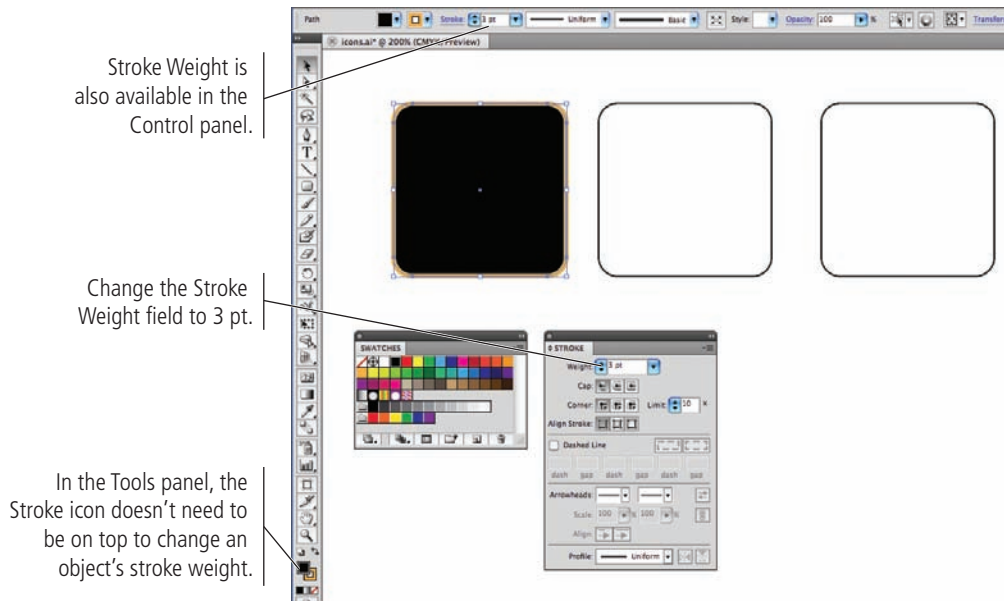 Path
Stroke:
3 pt
Uniform
Basic
Style:
Opacity:
100
%
Transform
icons.ai* @ 200% (CMYK/Preview)
Stroke Weight is
also available in the
Control panel.
Change the Stroke
Weight field to 3 pt.
In the Tools panel, the
Stroke icon doesn’t need to
be on top to change an
object’s stroke weight.
SWATCHES
STROKE
Weight:
3 pt
Cap:
Corner:
Limit:
10
x
Align Stroke:
Dashed Line
dash gap dash gap dash gap
Arrowheads:
Scale:
100
%
100
%
Align:
Profile:
Uniform